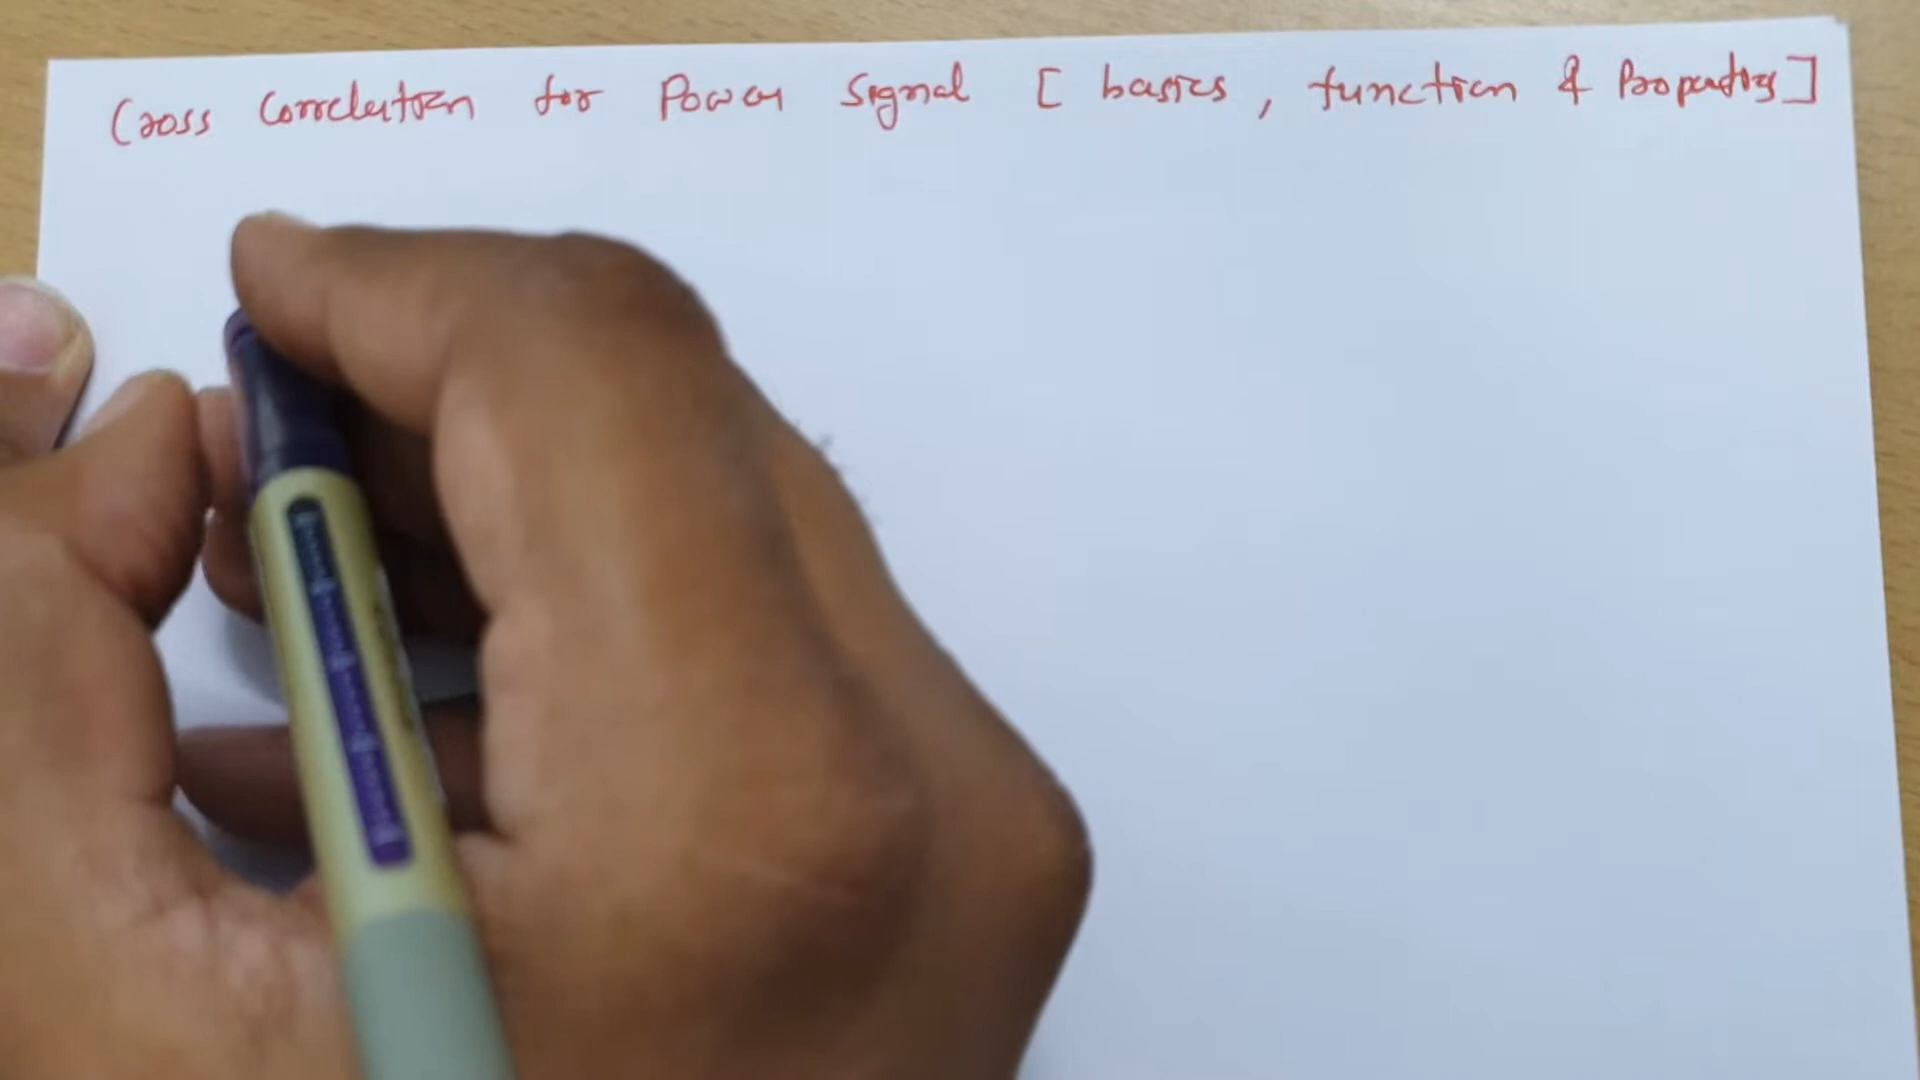 Cross Correlation for Power Signal [ basics , function & Properties ]